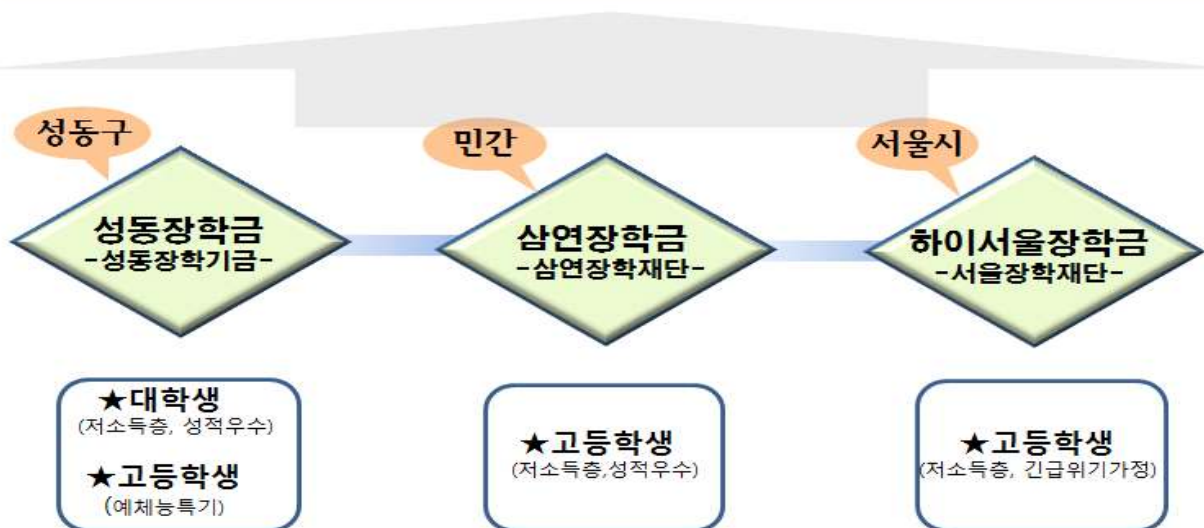 성동구
성동장학금
-성동장학기금-
★대학생
(저소득층, 성적우수)
★고등학생
(예체능특기)
민간
삼연장학금
-삼연장학재단-
★고등학생
(저소득층,성적우수)
서울시
하이서울장학금
-서울장학재단-
★고등학생
(저소득층, 긴급위기가정)